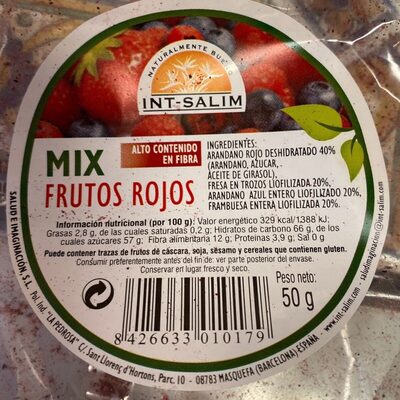 NATURALMENTE BUENO
INT-SALIM
ALTO CONTENIDO
EN FIBRA
MIX
FRUTOS ROJOS
INGREDIENTES:
ARANDANO ROJO DESHIDRATADO 40%
(ARANDANO, AZUCAR, -
ACEITE DE GIRASOL),
FRESA EN TROZOS LIOFILIZADA 20%,
ARANDANO AZUL ENTERO LIOFILIZADO 20%,
FRAMBUESA ENTERA LIOFILIZADA 20%.
Información nutricional (por 100 g): Valor energético 329 kcal/1388 kJ;
Grasas 2,8 g, de las cuales saturadas 0,2 g; Hidratos de carbono 66 g, de los
cuales azúcares 57 g; Fibra alimentaria 12 g; Proteínas 3,9 g; Sal 0 g
Puede contener trazas de frutos de cáscara, soja, sésamo y cereales que contienen gluten.
Consumir preferentemente antes del fin de: ver parte posterior del envase.
Conservar en lugar fresco y seco.
Peso neto:
50 g
8 426633 010179
SALUD E IMAGINACIÓN, S.L.
Pol. Ind. "LA PEDROSA" C/. Sant Llorenç d'Hortons, Parc. 10 - 08783 MASQUEFA (BARCELONA) ESPAÑA
www.int-salim.com
saludimaginacion@int-salim.com